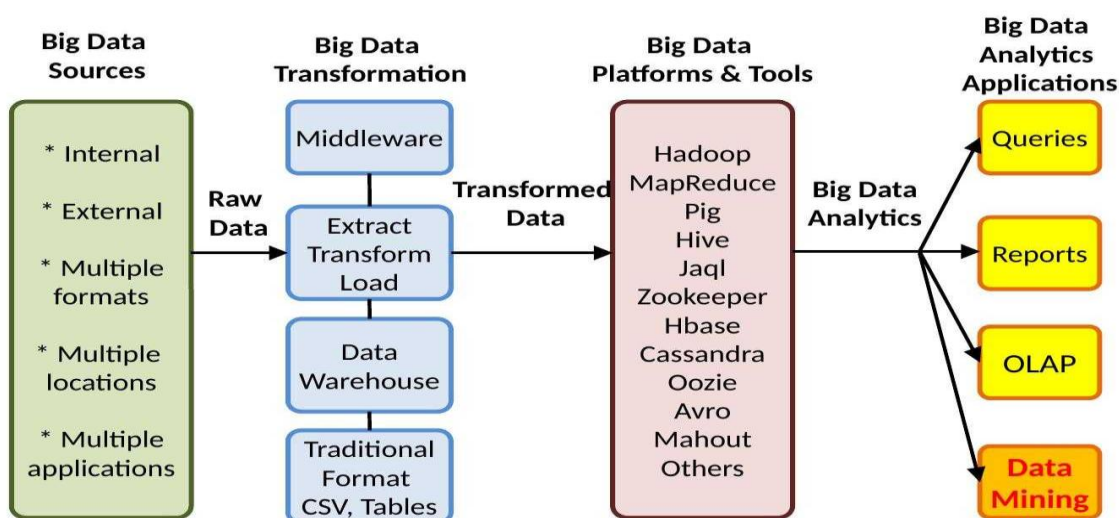 Big Data
Sources
* Internal
* External
* Multiple
formats
* Multiple
locations
* Multiple
applications
Raw
Data
Big Data
Transformation
Middleware
Extract
Transform
Load
Data
Warehouse
Traditional
Format
CSV, Tables
Transformed
Data
Big Data
Platforms & Tools
Hadoop
MapReduce
Pig
Hive
Jaql
Zookeeper
Hbase
Cassandra
Oozie
Avro
Mahout
Others
Big Data
Analytics
Big Data
Analytics
Applications
Queries
Reports
OLAP
Data
Mining